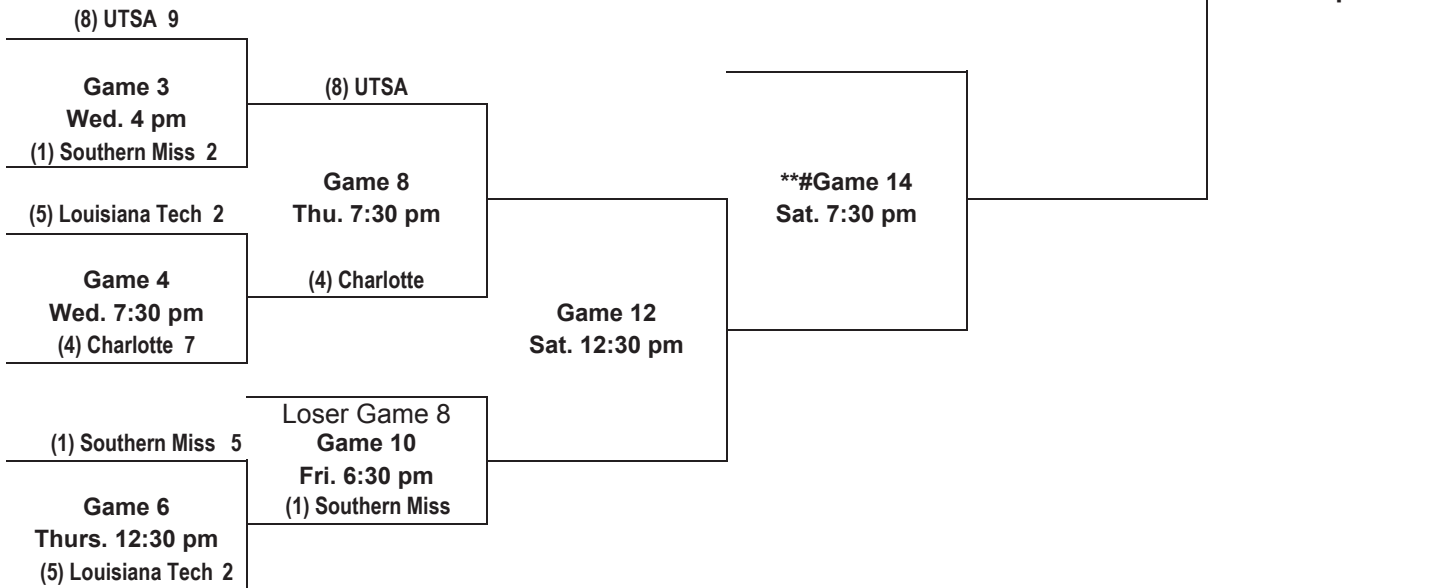 (8) UTSA 9
Game 3
Wed. 4 pm
(1) Southern Miss 2
(5) Louisiana Tech 2
Game 4
Wed. 7:30 pm
(4) Charlotte 7
(1) Southern Miss 5
Game 6
Thurs. 12:30 pm
(5) Louisiana Tech 2
(8) UTSA
Game 8
Thu. 7:30 pm
(4) Charlotte
Loser Game 8
Game 10
Fri. 6:30 pm
(1) Southern Miss
Game 12
Sat. 12:30 pm
**#Game 14
Sat. 7:30 pm